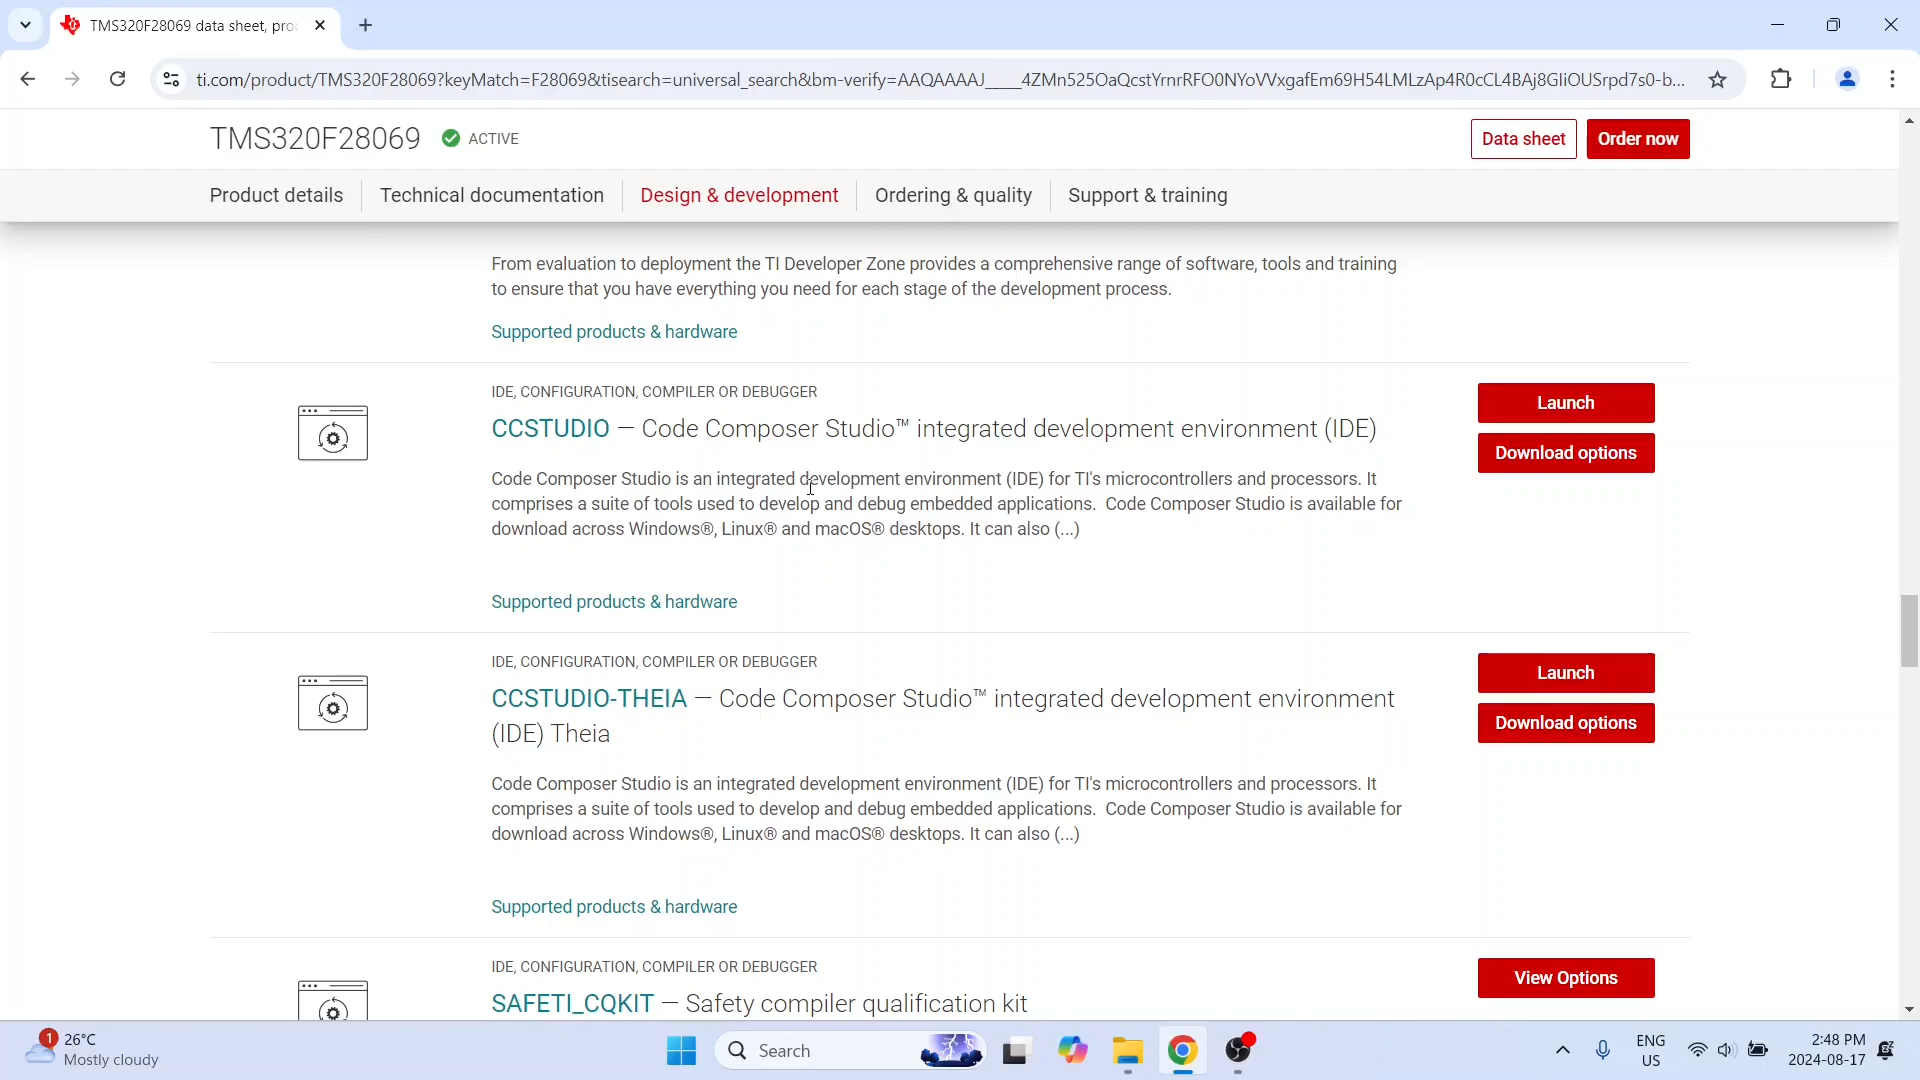 TMS320F28069 data sheet, pro
ti.com/product/TMS320F28069?keyMatch=F28069&tisearch=universal_search&bm-verify=AAQAAAAJ_____4ZMn525OaQcstYrnrRFO0NYoVVxgafEm69H54LMLzAp4R0cCL4BAj8GIiOUSrpd7s0-b...
TMS320F28069 ACTIVE
Data sheet
Order now
Product details
Technical documentation
Design & development
Ordering & quality
Support & training
From evaluation to deployment the TI Developer Zone provides a comprehensive range of software, tools and training
to ensure that you have everything you need for each stage of the development process.
Supported products & hardware
IDE, CONFIGURATION, COMPILER OR DEBUGGER
CCSTUDIO — Code Composer Studio™ integrated development environment (IDE)
Launch
Download options
Code Composer Studio is an integrated development environment (IDE) for TI's microcontrollers and processors. It
comprises a suite of tools used to develop and debug embedded applications. Code Composer Studio is available for
download across Windows®, Linux® and macOS® desktops. It can also (...)
Supported products & hardware
IDE, CONFIGURATION, COMPILER OR DEBUGGER
CCSTUDIO-THEIA — Code Composer Studio™ integrated development environment
(IDE) Theia
Launch
Download options
Code Composer Studio is an integrated development environment (IDE) for TI's microcontrollers and processors. It
comprises a suite of tools used to develop and debug embedded applications. Code Composer Studio is available for
download across Windows®, Linux® and macOS® desktops. It can also (...)
Supported products & hardware
IDE, CONFIGURATION, COMPILER OR DEBUGGER
SAFETI_CQKIT — Safety compiler qualification kit
View Options
1
26°C
Mostly cloudy
Search
ENG
US
2:48 PM
2024-08-17